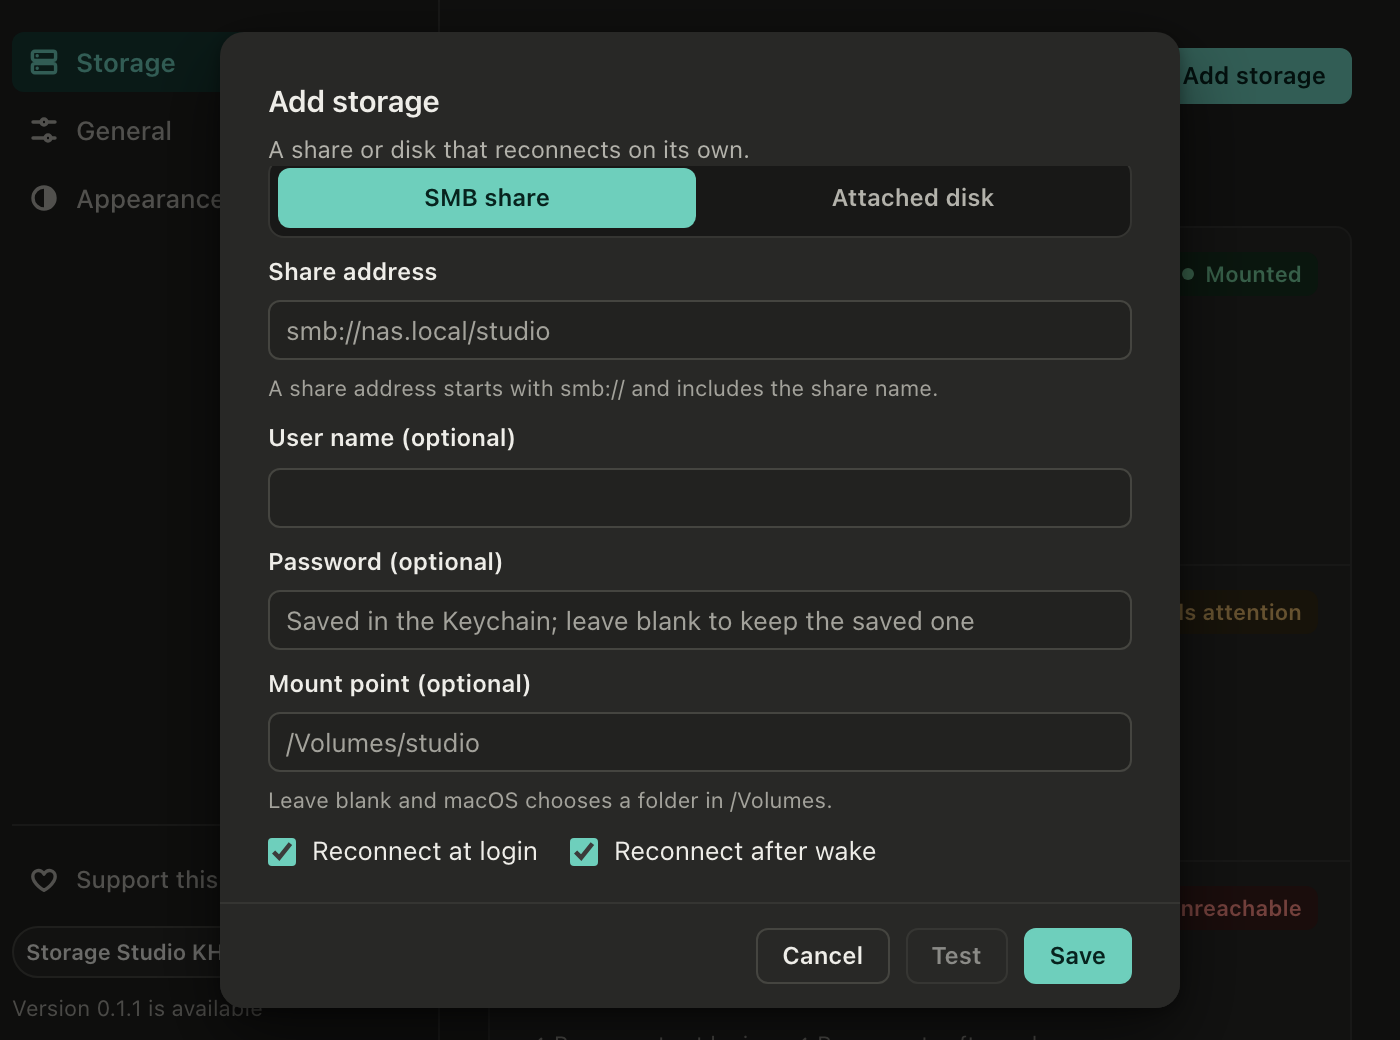 Storage
General
Appearance
Support this
Storage Studio KH
Version 0.1.1 is available
Add storage
A share or disk that reconnects on its own.
SMB share
Attached disk
Share address
smb://nas.local/studio
A share address starts with smb:// and includes the share name.
User name (optional)
Password (optional)
Saved in the Keychain; leave blank to keep the saved one
Mount point (optional)
/Volumes/studio
Leave blank and macOS chooses a folder in /Volumes.
Reconnect at login
Reconnect after wake
Cancel
Test
Save
Add storage
Mounted
attention